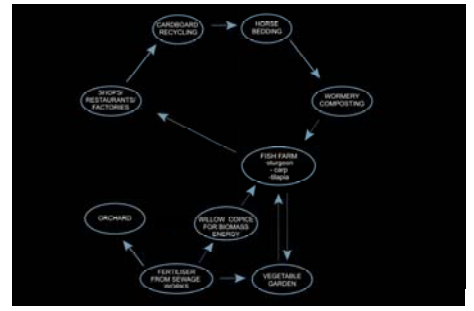 CARDBOARD
RECYCLING
HORSE
BEDDING
SHOPS/
RESTAURANTS/
FACTORIES
WORMERY
COMPOSTING
FISH FARM
sturgeon
- carp
-tilapia
ORCHARD
WILLOW COPICE
FOR BIOMASS
ENERGY
FERTILISER
FROM SEWAGE
WORKS
VEGETABLE
GARDEN